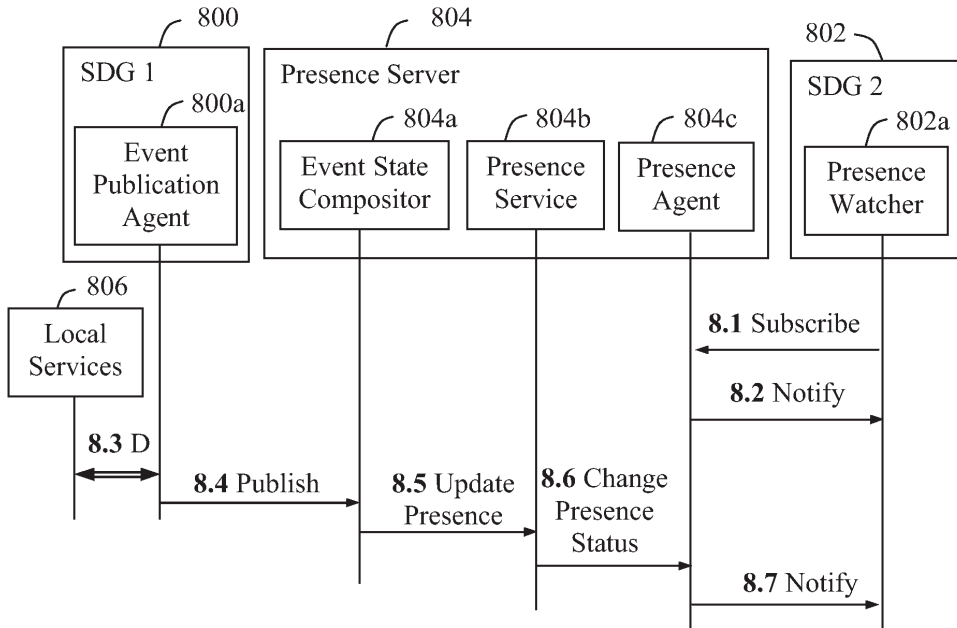 800
804
802
SDG 1
Presence Server
SDG 2
800a
804a
804b
804c
802a
Event
Publication
Agent
Event State
Compositor
Presence
Service
Presence
Agent
Presence
Watcher
806
Local
Services
8.1 Subscribe
8.2 Notify
8.3 D
8.4 Publish
8.5 Update
Presence
8.6 Change
Presence
Status
8.7 Notify